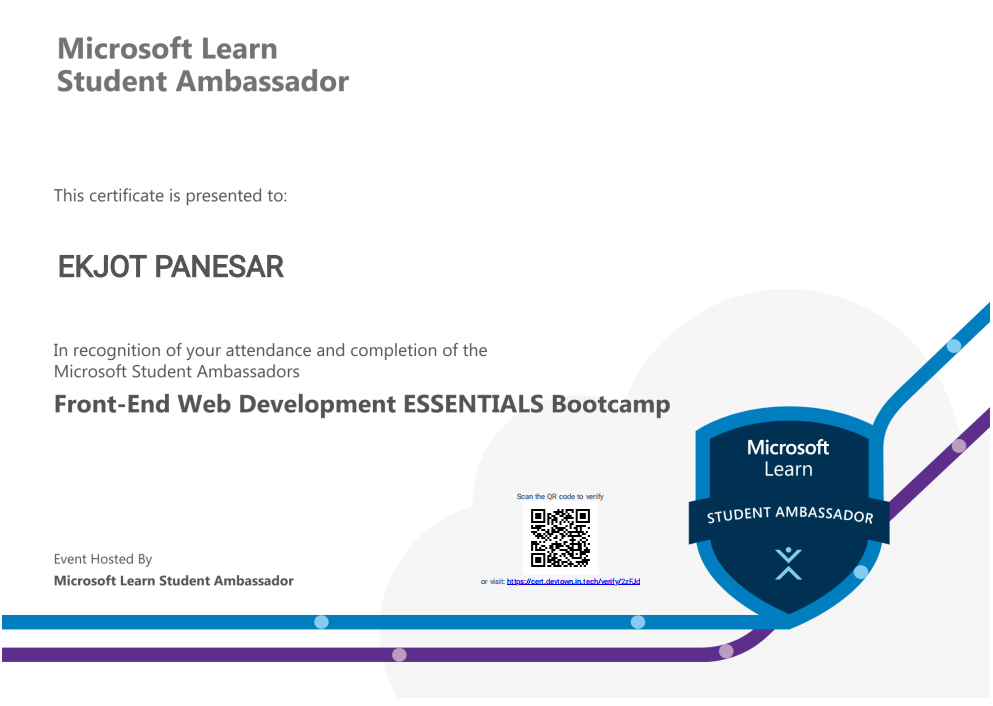 Microsoft Learn
Student Ambassador
This certificate is presented to:
EKJOT PANESAR
In recognition of your attendance and completion of the
Microsoft Student Ambassadors
Front-End Web Development ESSENTIALS Bootcamp
Microsoft
Learn
STUDENT AMBASSADOR
Scan the QR code to verify
or visit: https://cert.devtown.in.tech/verify/2zFJd
Event Hosted By
Microsoft Learn Student Ambassador